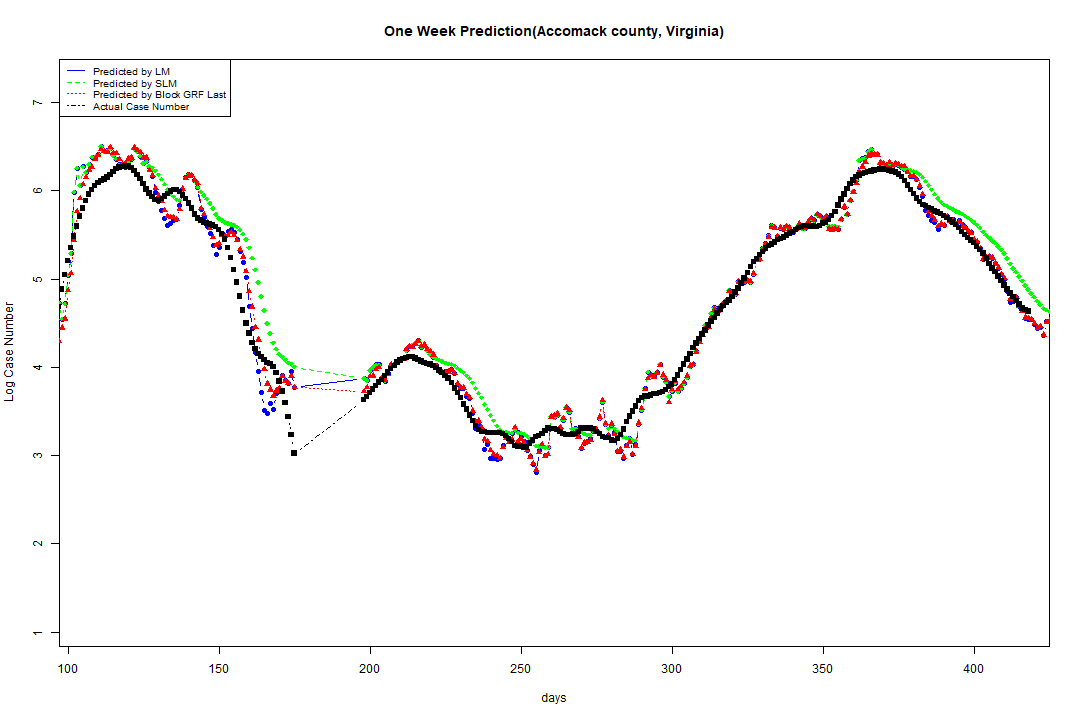 One Week Prediction(Accomack county, Virginia)
Predicted by LM
Predicted by SLM
Predicted by Block GRF Last
Actual Case Number
7
6
5
4
3
2
1
Log Case Number
100 150 200 250 300 350 400
days